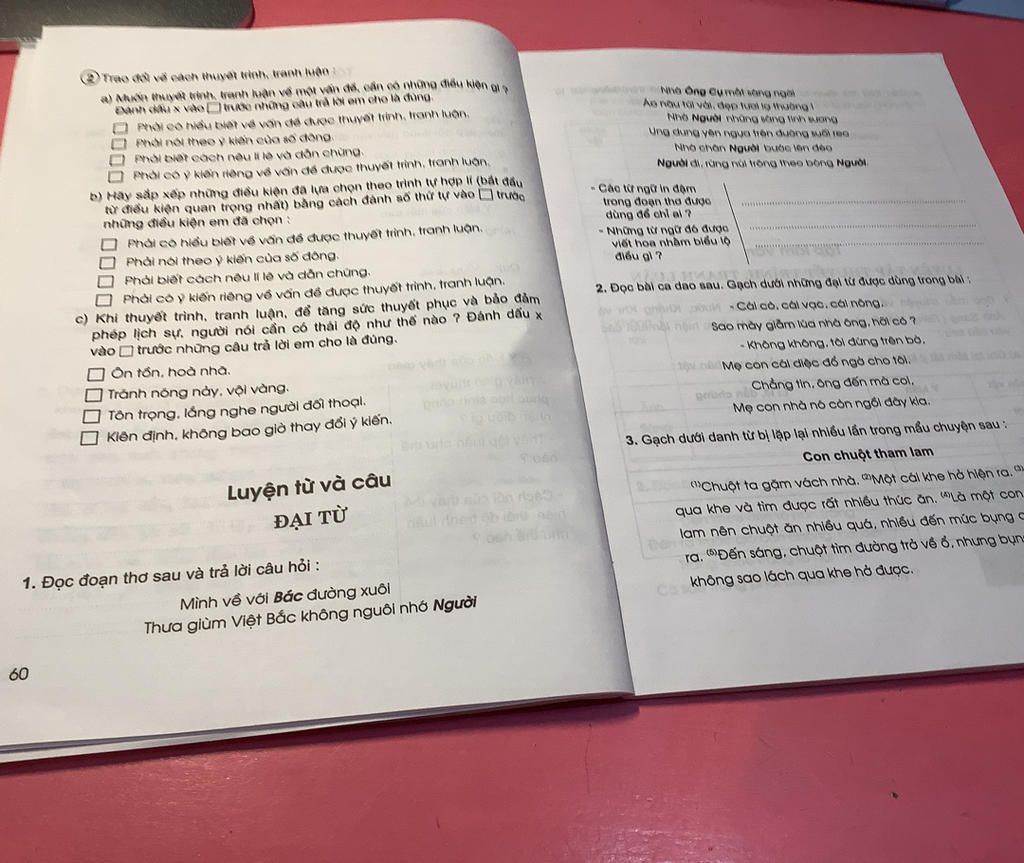 2 Trao đổi về cách thuyết trình, tranh luận :
a) Muốn thuyết trình, tranh luận về một vấn đề, cần có những điều kiện gì ?
Đánh dấu x vào □ trước những câu trả lời em cho là đúng.
□ Phải có hiểu biết về vấn đề được thuyết trình, tranh luận.
□ Phải nói theo ý kiến của số đông.
□ Phải biết cách nêu lí lẽ và dẫn chứng.
□ Phải có ý kiến riêng về vấn đề được thuyết trình, tranh luận.
b) Hãy sắp xếp những điều kiện đã lựa chọn theo trình tự hợp lí (bắt đầu
từ điều kiện quan trọng nhất) bằng cách đánh số thứ tự vào □ trước
những điều kiện em đã chọn :
□ Phải có hiểu biết về vấn đề được thuyết trình, tranh luận.
□ Phải nói theo ý kiến của số đông.
□ Phải biết cách nêu lí lẽ và dẫn chứng.
□ Phải có ý kiến riêng về vấn đề được thuyết trình, tranh luận.
c) Khi thuyết trình, tranh luận, để tăng sức thuyết phục và bảo đảm
phép lịch sự, người nói cần có thái độ như thế nào ? Đánh dấu x
vào □ trước những câu trả lời em cho là đúng.
□ Ôn tồn, hoà nhã.
□ Tránh nóng nảy, vội vàng.
□ Tôn trọng, lắng nghe người đối thoại.
□ Kiên định, không bao giờ thay đổi ý kiến.
Luyện từ và câu
ĐẠI TỪ
1. Đọc đoạn thơ sau và trả lời câu hỏi :
Mình về với Bác đường xuôi
Thưa giùm Việt Bắc không nguôi nhớ Người
60
Nhớ Ông Cụ mắt sáng ngời
Áo nâu túi vải, đẹp tươi lạ thường !
Nhớ Người những sáng tinh sương
Ung dung yên ngựa trên đường suối reo
Nhớ chân Người bước lên đèo
Người đi, rừng núi trông theo bóng Người.
- Các từ ngữ in đậm
trong đoạn thơ được
dùng để chỉ ai ?
- Những từ ngữ đó được
viết hoa nhằm biểu lộ
điều gì ?
2. Đọc bài ca dao sau. Gạch dưới những đại từ được dùng trong bài :
- Cái cò, cái vạc, cái nông,
Sao mày giẫm lúa nhà ông, hỡi cò ?
- Không không, tôi đứng trên bờ,
Mẹ con cái diệc đổ ngờ cho tôi.
Chẳng tin, ông đến mà coi,
Mẹ con nhà nó còn ngồi đây kia.
3. Gạch dưới danh từ bị lặp lại nhiều lần trong mẩu chuyện sau :
Con chuột tham lam
(1)Chuột ta gặm vách nhà. (2)Một cái khe hở hiện ra. (3)
qua khe và tìm được rất nhiều thức ăn. (4)Là một con
lam nên chuột ăn nhiều quá, nhiều đến mức bụng
ra. (5)Đến sáng, chuột tìm đường trở về ổ, nhưng
không sao lách qua khe hở được.